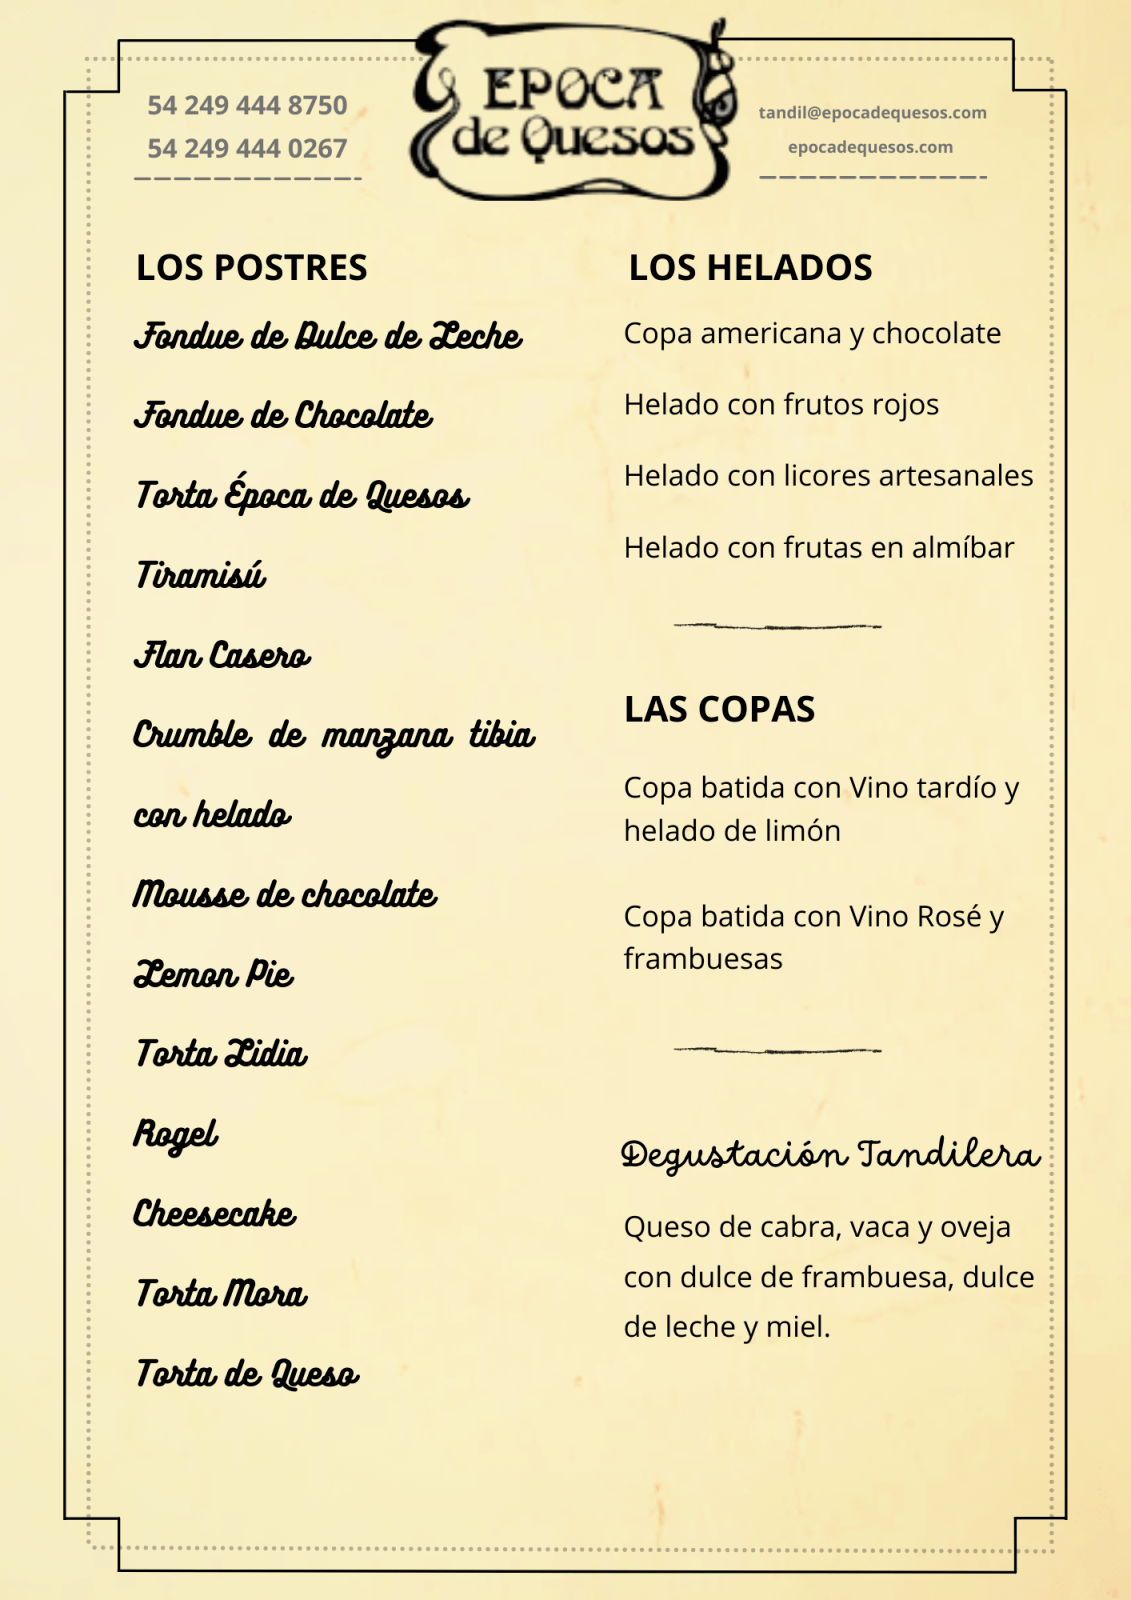 54 249 444 8750
54 249 444 0267
EPOCA
de Quesos
tandil@epocadequesos.com
epocadequesos.com
LOS POSTRES
Fondue de Dulce de Leche
Fondue de Chocolate
Torta Época de Quesos
Tiramisú
Flan Casero
Crumble de manzana tibia
con helado
Mousse de chocolate
Lemon Pie
Torta Lidia
Rogel
Cheesecake
Torta Mora
Torta de Queso
LOS HELADOS
Copa americana y chocolate
Helado con frutos rojos
Helado con licores artesanales
Helado con frutas en almíbar
LAS COPAS
Copa batida con Vino tardío y
helado de limón
Copa batida con Vino Rosé y
frambuesas
Degustación Tandilera
Queso de cabra, vaca y oveja
con dulce de frambuesa, dulce
de leche y miel.